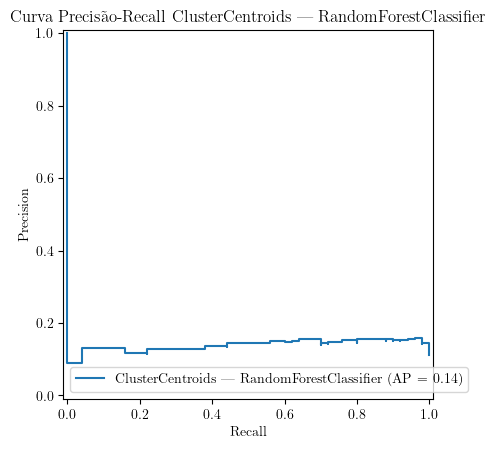 Curva Precisão-Recall ClusterCentroids — RandomForestClassifier
1.0
0.8
0.6
0.4
0.2
0.0
Precision
ClusterCentroids — RandomForestClassifier (AP = 0.14)
0.0 0.2 0.4 0.6 0.8 1.0
Recall